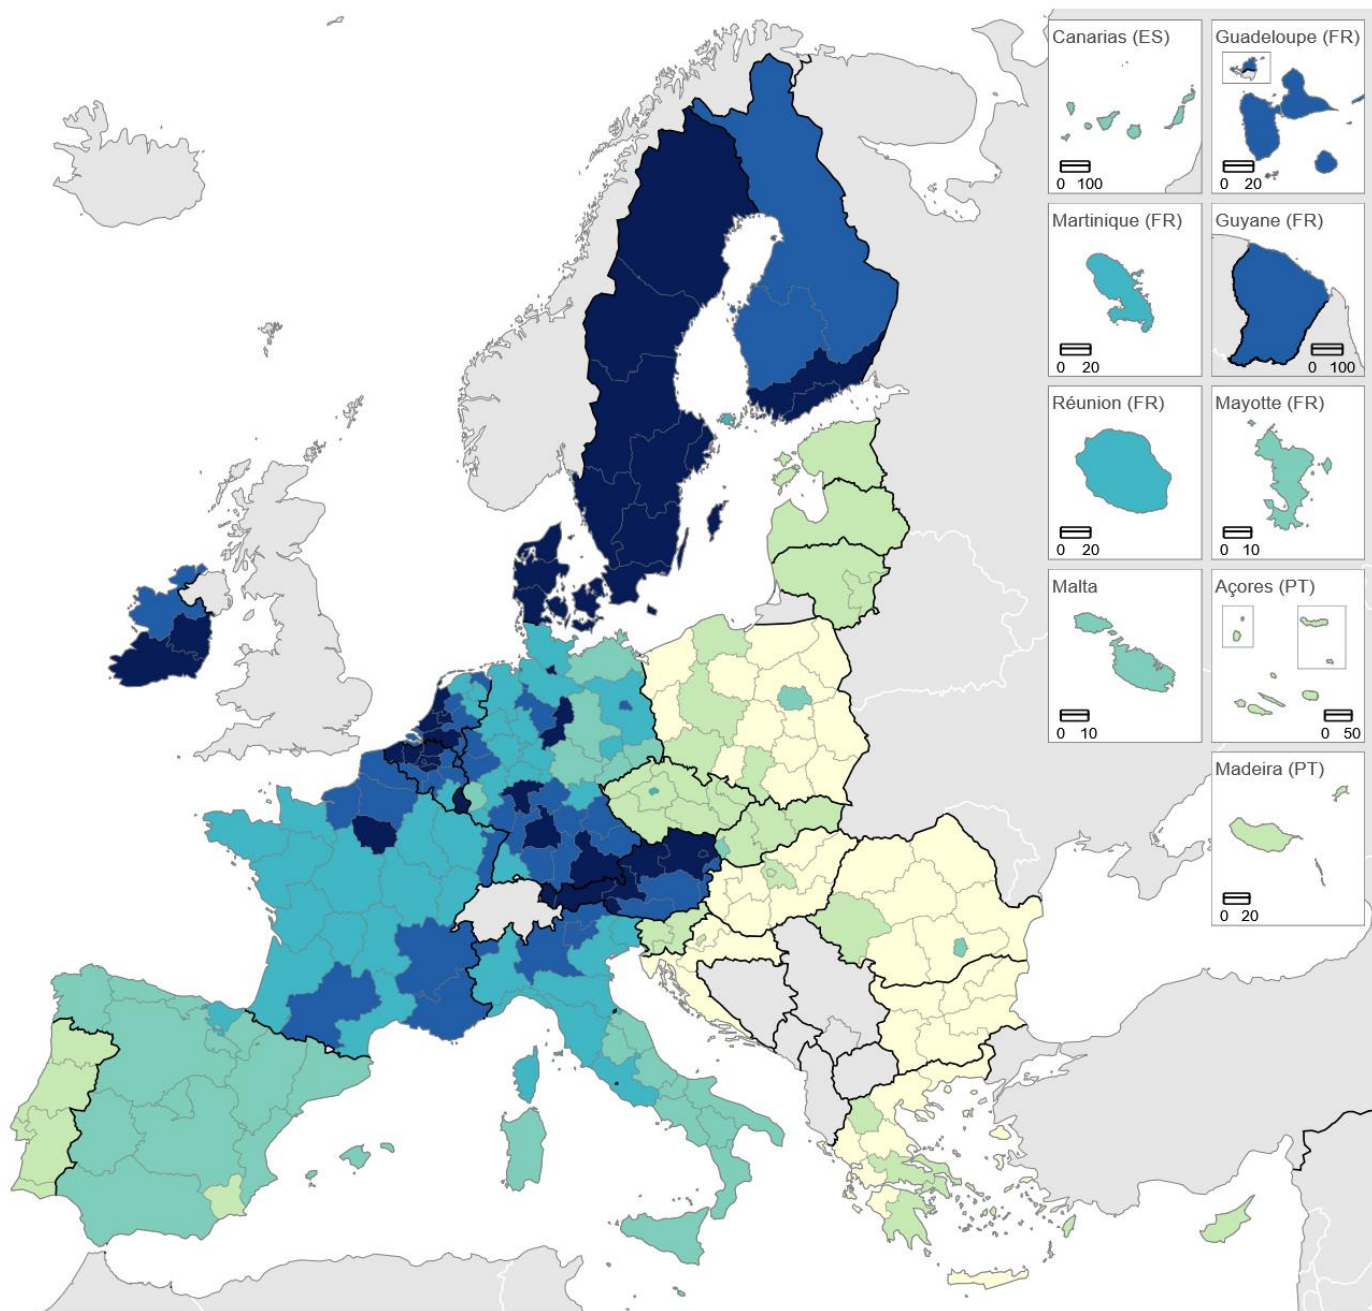 Canarias (ES)
0 100
Guadeloupe (FR)
0 20
Martinique (FR)
0 20
Guyane (FR)
0 100
Réunion (FR)
0 20
Mayotte (FR)
0 10
Malta
0 10
Açores (PT)
0 50
Madeira (PT)
0 20